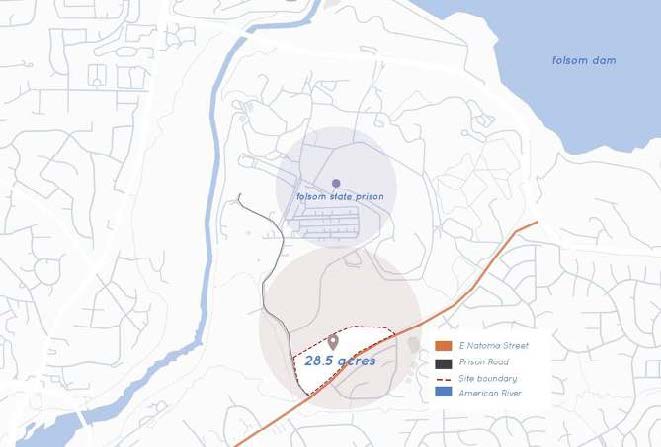 folsom dam
folsom state prison
28.5 acres
E Natoma Street
Prison Road
Site boundary
American River